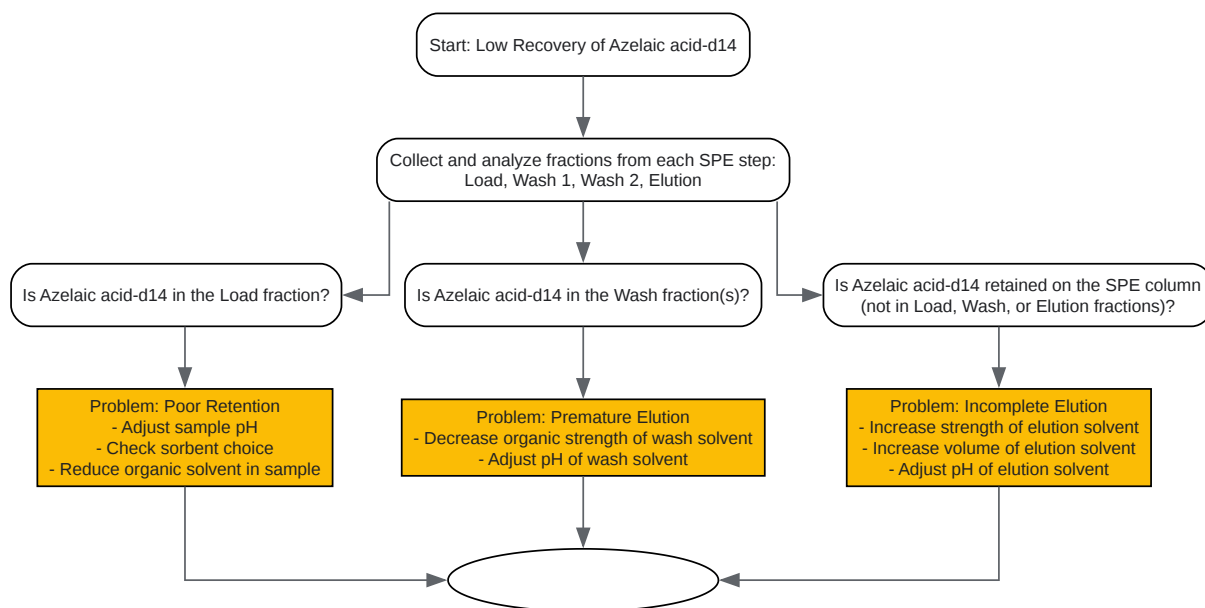 Start: Low Recovery of Azelaic acid-d14
Collect and analyze fractions from each SPE step:
Load, Wash 1, Wash 2, Elution
Is Azelaic acid-d14 in the Load fraction?
Is Azelaic acid-d14 in the Wash fraction(s)?
Is Azelaic acid-d14 retained on the SPE column
(not in Load, Wash, or Elution fractions)?
Problem: Poor Retention
- Adjust sample pH
- Check sorbent choice
- Reduce organic solvent in sample
Problem: Premature Elution
- Decrease organic strength of wash solvent
- Adjust pH of wash solvent
Problem: Incomplete Elution
- Increase strength of elution solvent
- Increase volume of elution solvent
- Adjust pH of elution solvent